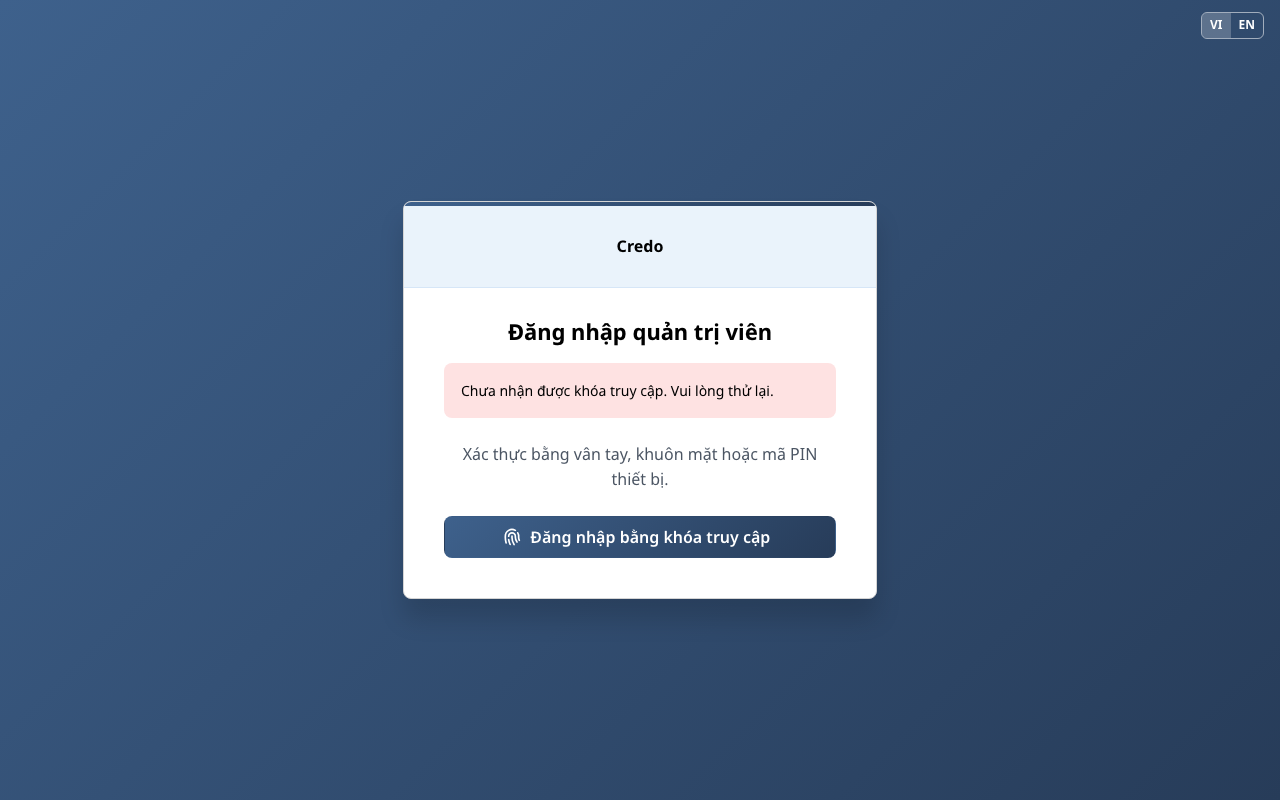 VI EN
Credo
Đăng nhập quản trị viên
Chưa nhận được khóa truy cập. Vui lòng thử lại.
Xác thực bằng vân tay, khuôn mặt hoặc mã PIN
thiết bị.
Đăng nhập bằng khóa truy cập